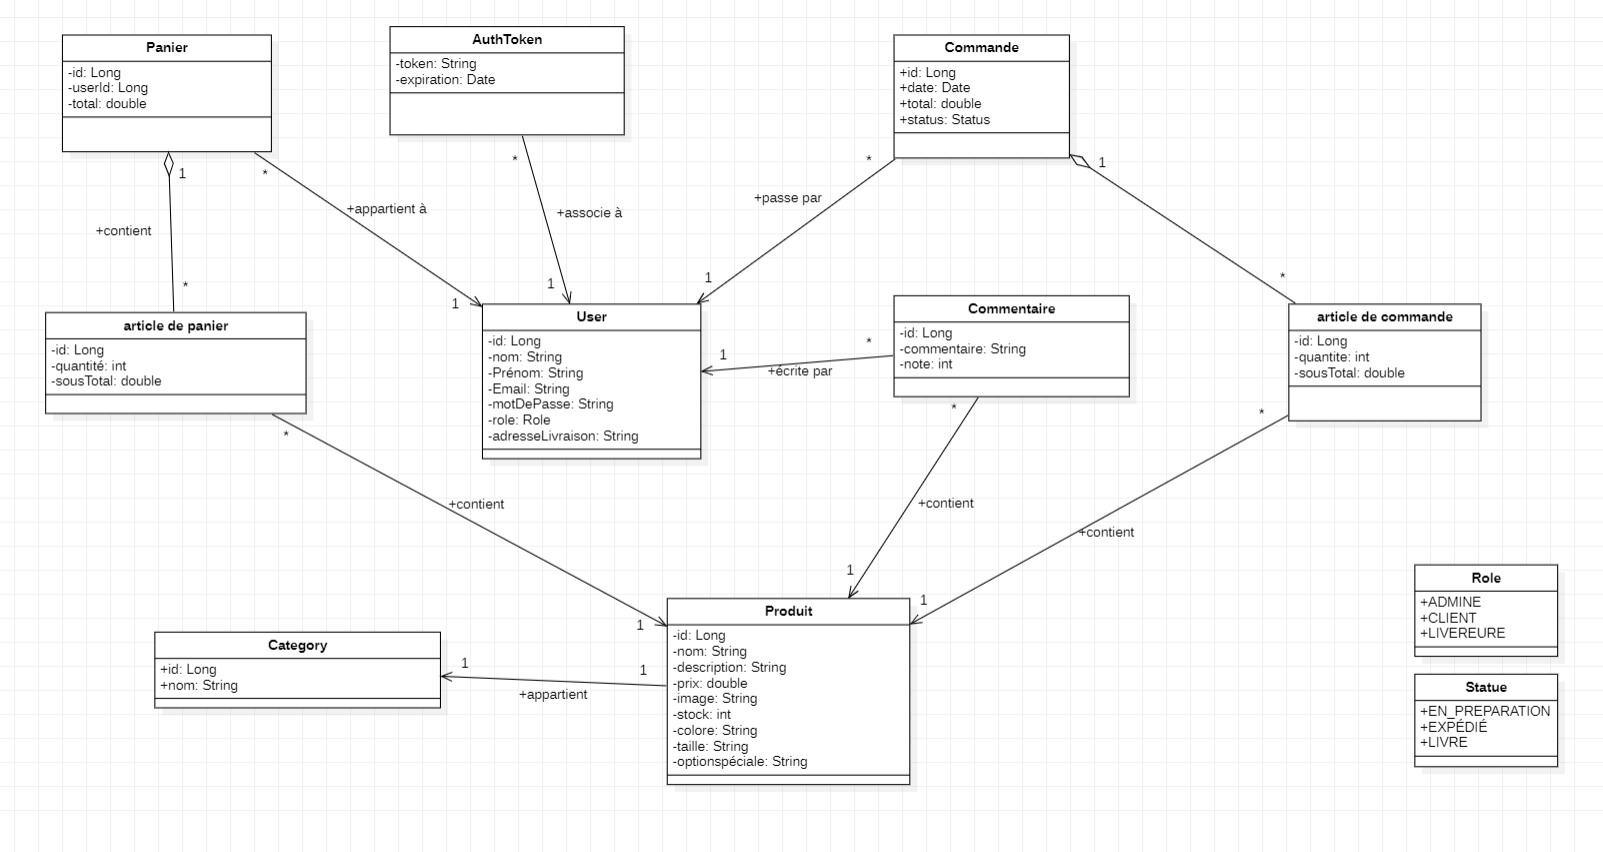 Panier
-id: Long
-userId: Long
-total: double
AuthToken
-token: String
-expiration: Date
Commande
+id: Long
+date: Date
+total: double
+status: Status
1
*
+contient
*
*
+appartient à
1
*
+associe à
1
*
+passe par
1
1
*
article de panier
-id: Long
-quantité: int
-sousTotal: double
User
-id: Long
-nom: String
-Prénom: String
-Email: String
-motDePasse: String
-role: Role
-adresseLivraison: String
1
*
+écrite par
Commentaire
-id: Long
-commentaire: String
-note: int
article de commande
-id: Long
-quantite: int
-sousTotal: double
*
+contient
1
*
+contient
1
*
+contient
1
Category
+id: Long
+nom: String
1
1
+appartient
Produit
-id: Long
-nom: String
-description: String
-prix: double
-image: String
-stock: int
-colore: String
-taille: String
-optionspéciale: String
Role
+ADMINE
+CLIENT
+LIVEREURE
Statue
+EN_PREPARATION
+EXPÉDIÉ
+LIVRE